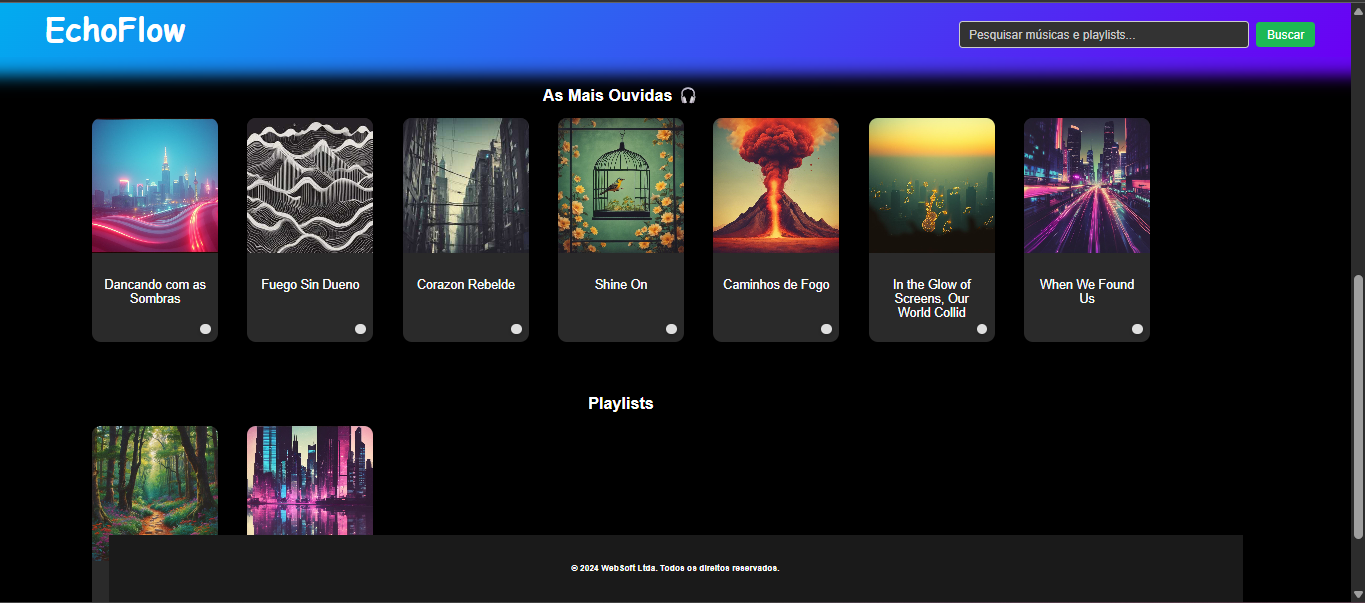 EchoFlow
Pesquisar músicas e playlists...
Buscar
As Mais Ouvidas 🎧
Dancando com as
Sombras
Fuego Sin Dueno
Corazon Rebelde
Shine On
Caminhos de Fogo
In the Glow of
Screens, Our
World Collid
When We Found
Us
Playlists
© 2024 WebSoft Ltda. Todos os direitos reservados.